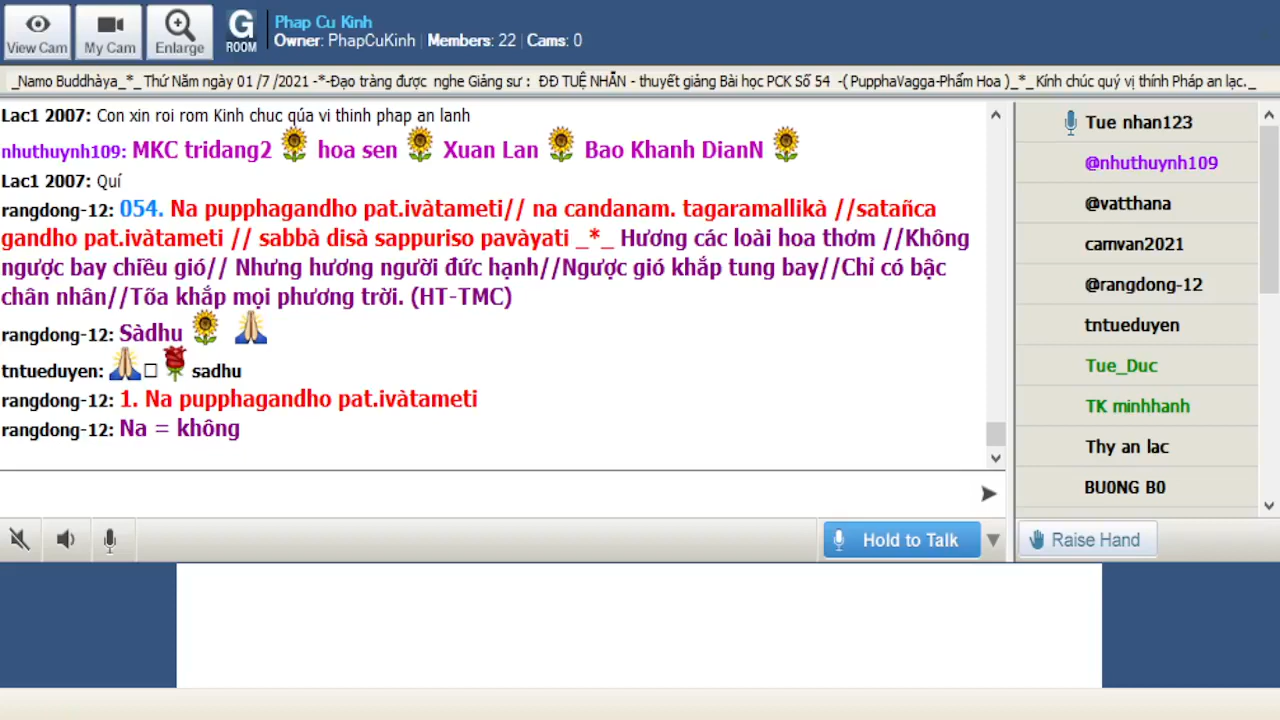 View Cam
My Cam
Enlarge
G
ROOM
Phap Cu Kinh
Owner: PhapCuKinh | Members: 22 | Cams: 0
_Namo Buddhàya_*_ Thứ Năm ngày 01 /7 /2021 -*-Đạo tràng được nghe Giảng sư : ĐĐ TUỆ NHẪN - thuyết giảng Bài học PCK Số 54 -( PupphaVagga-Phẩm Hoa )_*_ Kính chúc quý vị thính Pháp an lạc._
Lac1 2007: Con xin roi rom Kinh chuc qúa vi thinh phap an lanh
nhuthuynh109: MKC tridang2 hoa sen Xuan Lan Bao Khanh DianN
Lac1 2007: Quí
rangdong-12: 054. Na pupphagandho pat.ivàtameti// na candanam. tagaramallikà //satañca
gandho pat.ivàtameti // sabbà disà sappuriso pavàyati _*_ Hương các loài hoa thơm //Không
ngược bay chiều gió// Nhưng hương người đức hạnh//Ngược gió khắp tung bay//Chỉ có bậc
chân nhân//Tõa khắp mọi phương trời. (HT-TMC)
rangdong-12: Sàdhu
tntueduyen: sadhu
rangdong-12: 1. Na pupphagandho pat.ivàtameti
rangdong-12: Na = không
Tue nhan123
@nhuthuynh109
@vatthana
camvan2021
@rangdong-12
tntueduyen
Tue_Duc
TK minhhanh
Thy an lac
BU0NG B0
Hold to Talk
Raise Hand